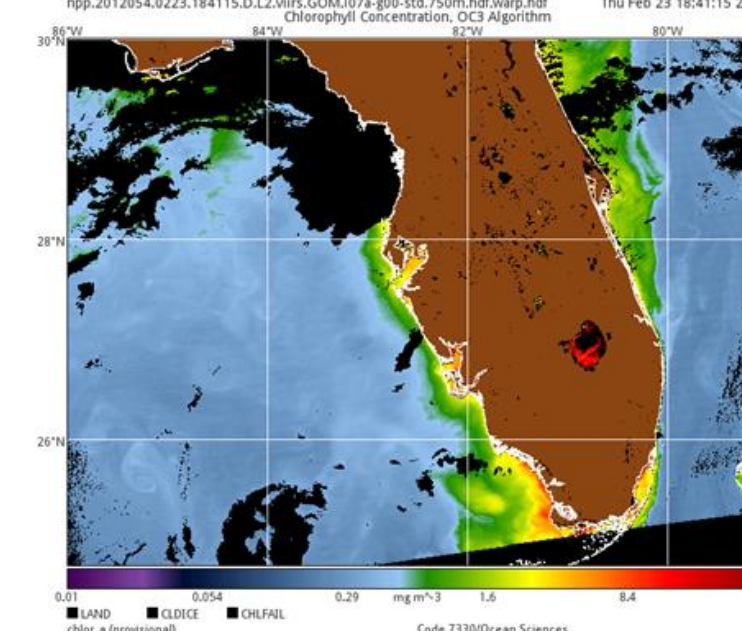 npp.2012054.0223.184115.D.L2.viirs.GOM.i07a-g00-std.750m.hdf.warp.hdf Thu Feb 23 18:41:15 2
Chlorophyll Concentration, OC3 Algorithm
86°W 84°W 82°W 80°W
30°N
28°N
26°N
0.01 0.054 0.29 mg m^-3 1.6 8.4
LAND CLDICE CHLFAIL
chlor_a (provisional) Code 7330/Ocean Sciences